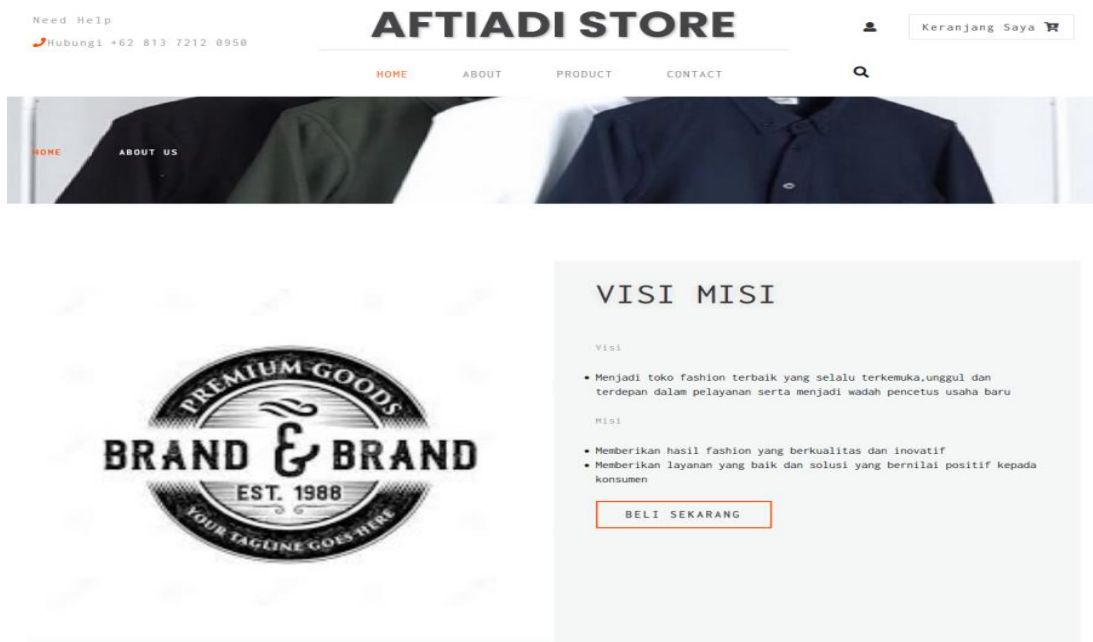 Need Help
Hubungi +62 813 7212 0950
AFTIADI STORE
Keranjang Saya
HOME
ABOUT
PRODUCT
CONTACT
HOME / ABOUT US
PREMIUM GOODS
BRAND & BRAND
EST. 1988
YOUR TAGLINE GOES HERE
VISI MISI
Visi
Menjadi toko fashion terbaik yang selalu terkemuka,unggul dan
terdepan dalam pelayanan serta menjadi wadah pencetus usaha baru
Misi
Memberikan hasil fashion yang berkualitas dan inovatif
Memberikan layanan yang baik dan solusi yang bernilai positif kepada
konsumen
BELI SEKARANG